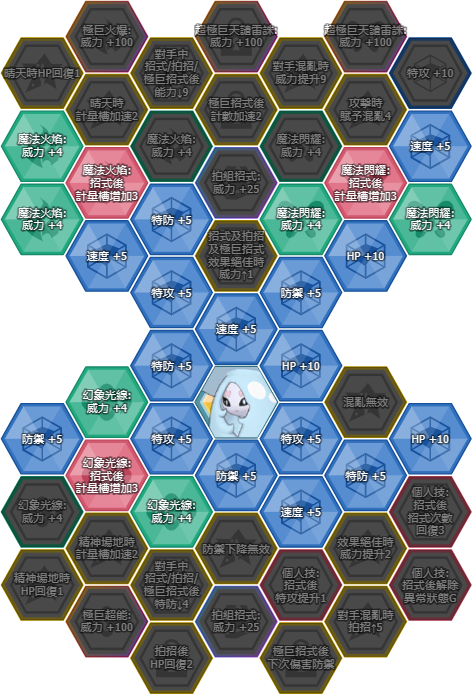 極巨火爆:
威力 +100
超極巨天譴雷誅:
威力 +100
超極巨天譴雷誅:
威力 +100
晴天時HP回復1
對手中
招式/拍招/
極巨招式後
能力↓9
對手混亂時
威力提升9
特攻 +10
晴天時
計量槽加速2
極巨招式後
計數加速2
攻擊時
賦予混亂4
魔法火焰:
威力 +4
魔法火焰:
威力 +4
魔法閃耀:
威力 +4
速度 +5
魔法火焰:
招式後
計量槽增加3
拍組招式:
威力 +25
魔法閃耀:
招式後
計量槽增加3
魔法火焰:
威力 +4
特防 +5
魔法閃耀:
威力 +4
魔法閃耀:
威力 +4
速度 +5
招式及拍招
及極巨招式
效果絕佳時
威力↑1
HP +10
特攻 +5
防禦 +5
速度 +5
特防 +5
HP +10
幻象光線:
威力 +4
混亂無效
防禦 +5
特攻 +5
特攻 +5
HP +10
幻象光線:
招式後
計量槽增加3
防禦 +5
特防 +5
幻象光線:
威力 +4
幻象光線:
威力 +4
速度 +5
個人技:
招式後
招式次數
回復3
精神場地時
計量槽加速2
防禦下降無效
效果絕佳時
威力提升2
精神場地時
HP回復1
對手中
招式/拍招/
極巨招式後
特防↓4
個人技:
招式後
特攻提升1
個人技:
招式後解除
異常狀態G
極巨超能:
威力 +100
拍組招式:
威力 +25
對手混亂時
拍招↑5
拍招後
HP回復2
極巨招式後
下次傷害防禦